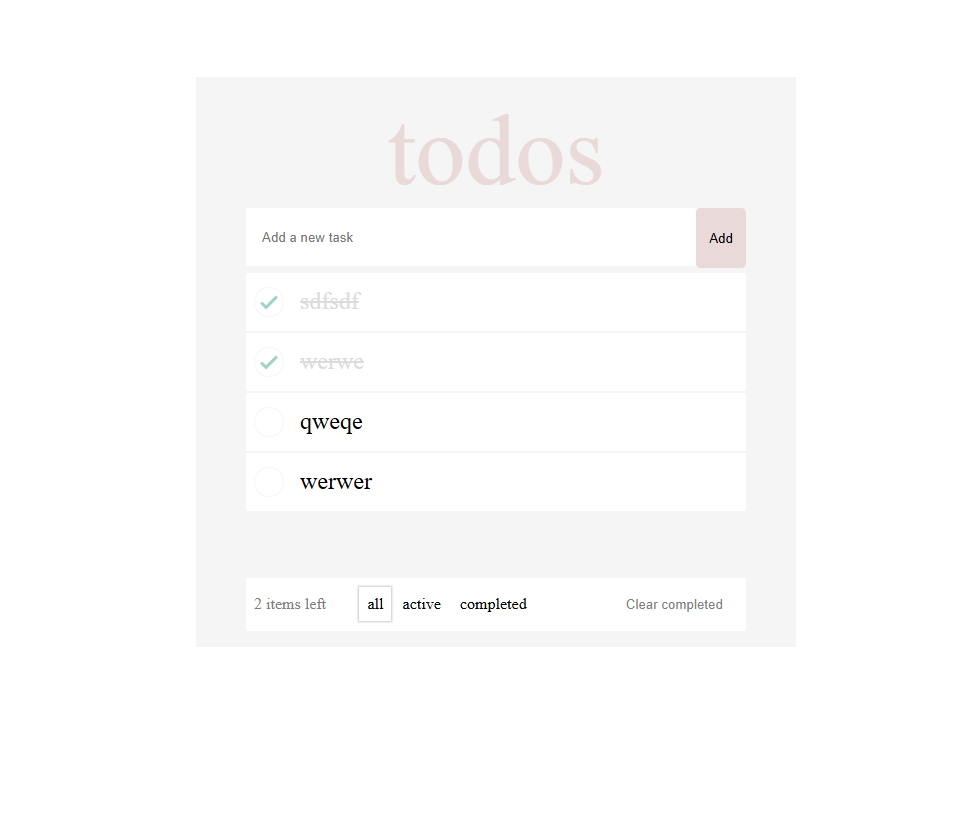 todos
Add a new task Add
sdfsdf
werwe
qweqe
werwer
2 items left all active completed Clear completed